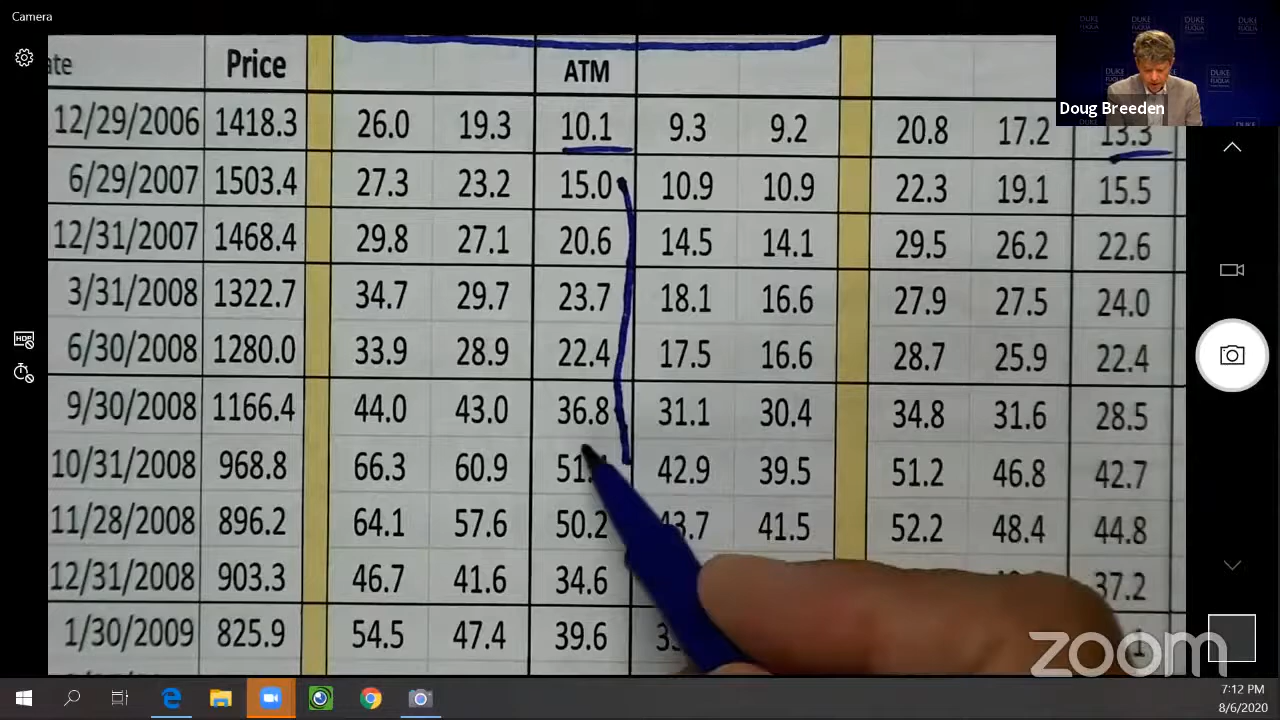 Camera
DUKE DUKE DUKE DUKE
DUKE
FUQUA
Doug Breeden
ate Price ATM
12/29/2006 1418.3 26.0 19.3 10.1 9.3 9.2 20.8 17.2 13.3
6/29/2007 1503.4 27.3 23.2 15.0 10.9 10.9 22.3 19.1 15.5
12/31/2007 1468.4 29.8 27.1 20.6 14.5 14.1 29.5 26.2 22.6
3/31/2008 1322.7 34.7 29.7 23.7 18.1 16.6 27.9 27.5 24.0
6/30/2008 1280.0 33.9 28.9 22.4 17.5 16.6 28.7 25.9 22.4
9/30/2008 1166.4 44.0 43.0 36.8 31.1 30.4 34.8 31.6 28.5
10/31/2008 968.8 66.3 60.9 42.9 39.5 51.2 46.8 42.7
11/28/2008 896.2 64.1 57.6 50.2 43.7 41.5 52.2 48.4 44.8
12/31/2008 903.3 46.7 41.6 34.6 37.2
1/30/2009 825.9 54.5 47.4 39.6
zoom
7:12 PM
8/6/2020